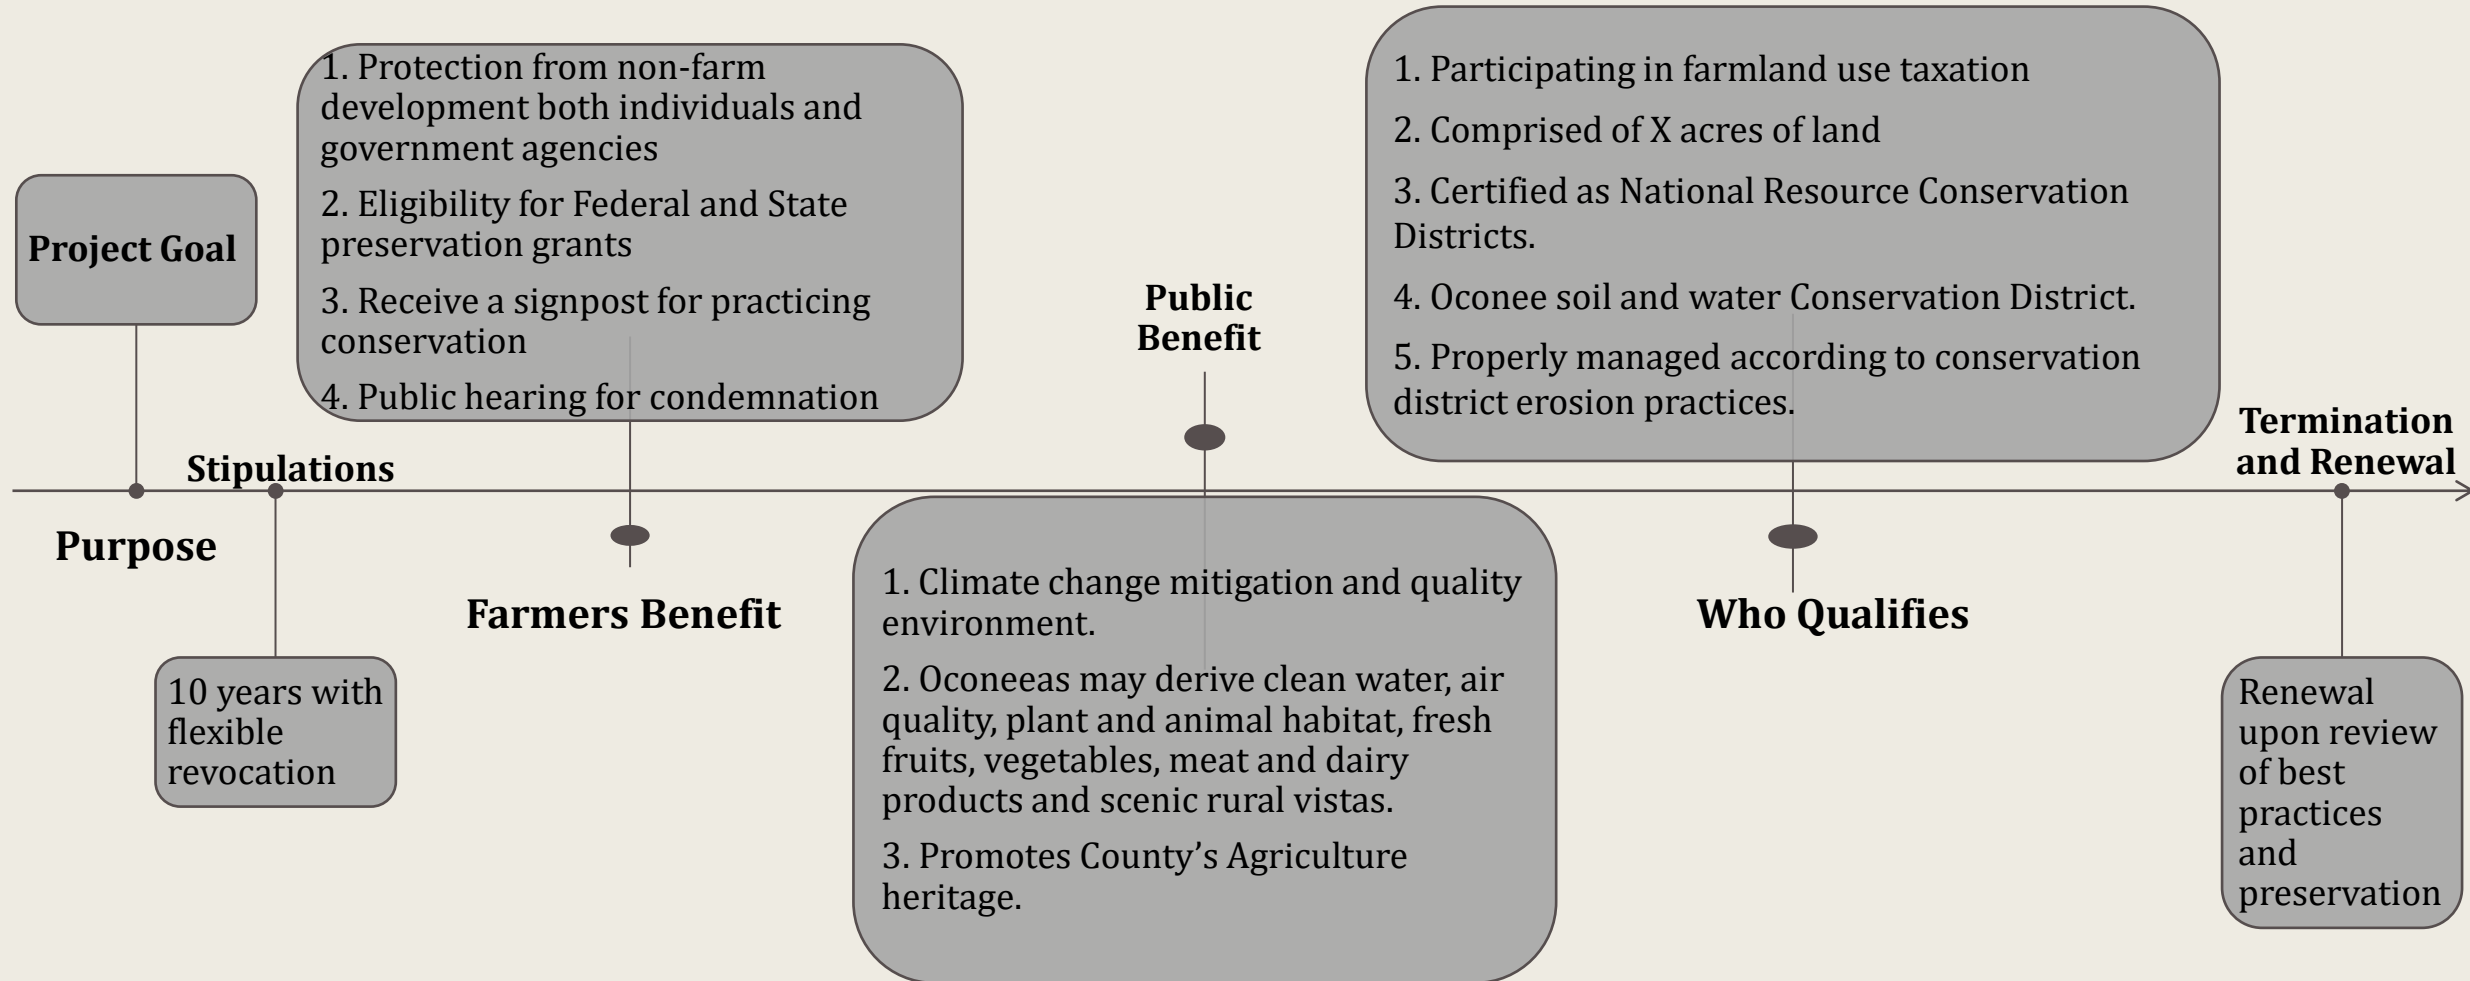 Project Goal
Purpose
Stipulations
10 years with
flexible
revocation
1. Protection from non-farm
development both individuals and
government agencies
2. Eligibility for Federal and State
preservation grants
3. Receive a signpost for practicing
conservation
4. Public hearing for condemnation
Farmers Benefit
Public
Benefit
1. Climate change mitigation and quality
environment.
2. Oconeeas may derive clean water, air
quality, plant and animal habitat, fresh
fruits, vegetables, meat and dairy
products and scenic rural vistas.
3. Promotes County’s Agriculture
heritage.
1. Participating in farmland use taxation
2. Comprised of X acres of land
3. Certified as National Resource Conservation
Districts.
4. Oconee soil and water Conservation District.
5. Properly managed according to conservation
district erosion practices.
Who Qualifies
Termination
and Renewal
Renewal
upon review
of best
practices
and
preservation